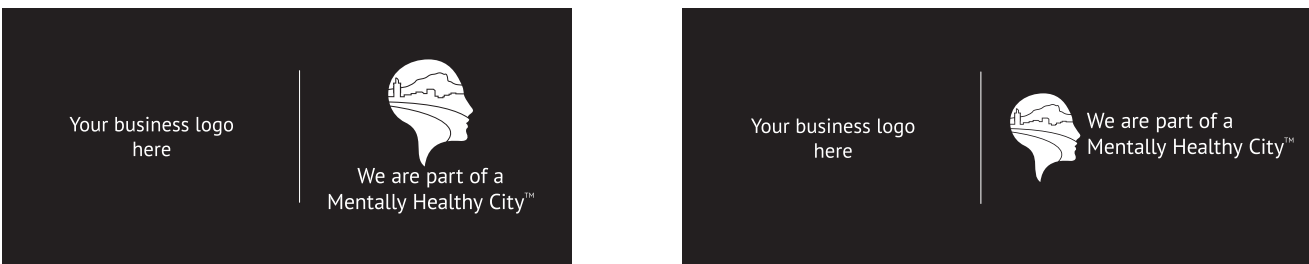 Your business logo
here
We are part of a
Mentally Healthy City™
Your business logo
here
We are part of a
Mentally Healthy City™